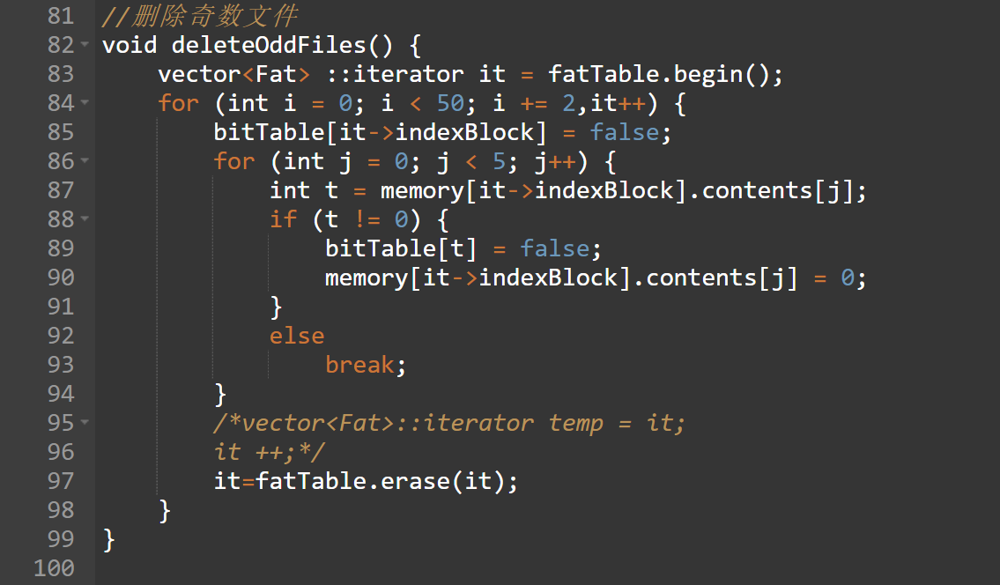 81 //删除奇数文件
82 void deleteOddFiles() {
83     vector<Fat> ::iterator it = fatTable.begin();
84     for (int i = 0; i < 50; i += 2,it++) {
85         bitTable[it->indexBlock] = false;
86         for (int j = 0; j < 5; j++) {
87             int t = memory[it->indexBlock].contents[j];
88             if (t != 0) {
89                 bitTable[t] = false;
90                 memory[it->indexBlock].contents[j] = 0;
91             }
92             else
93                 break;
94         }
95         /*vector<Fat>::iterator temp = it;
96         it ++;*/
97         it=fatTable.erase(it);
98     }
99 }
100